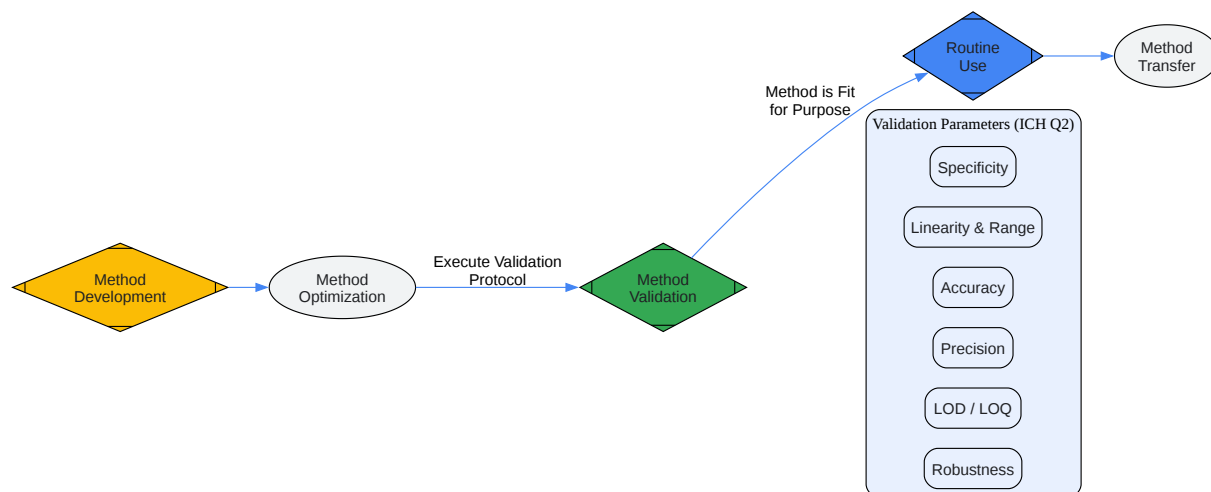 Method
Development
Method
Optimization
Execute Validation
Protocol
Method
Validation
Method is Fit
for Purpose
Routine
Use
Method
Transfer
Validation Parameters (ICH Q2)
Specificity
Linearity & Range
Accuracy
Precision
LOD / LOQ
Robustness